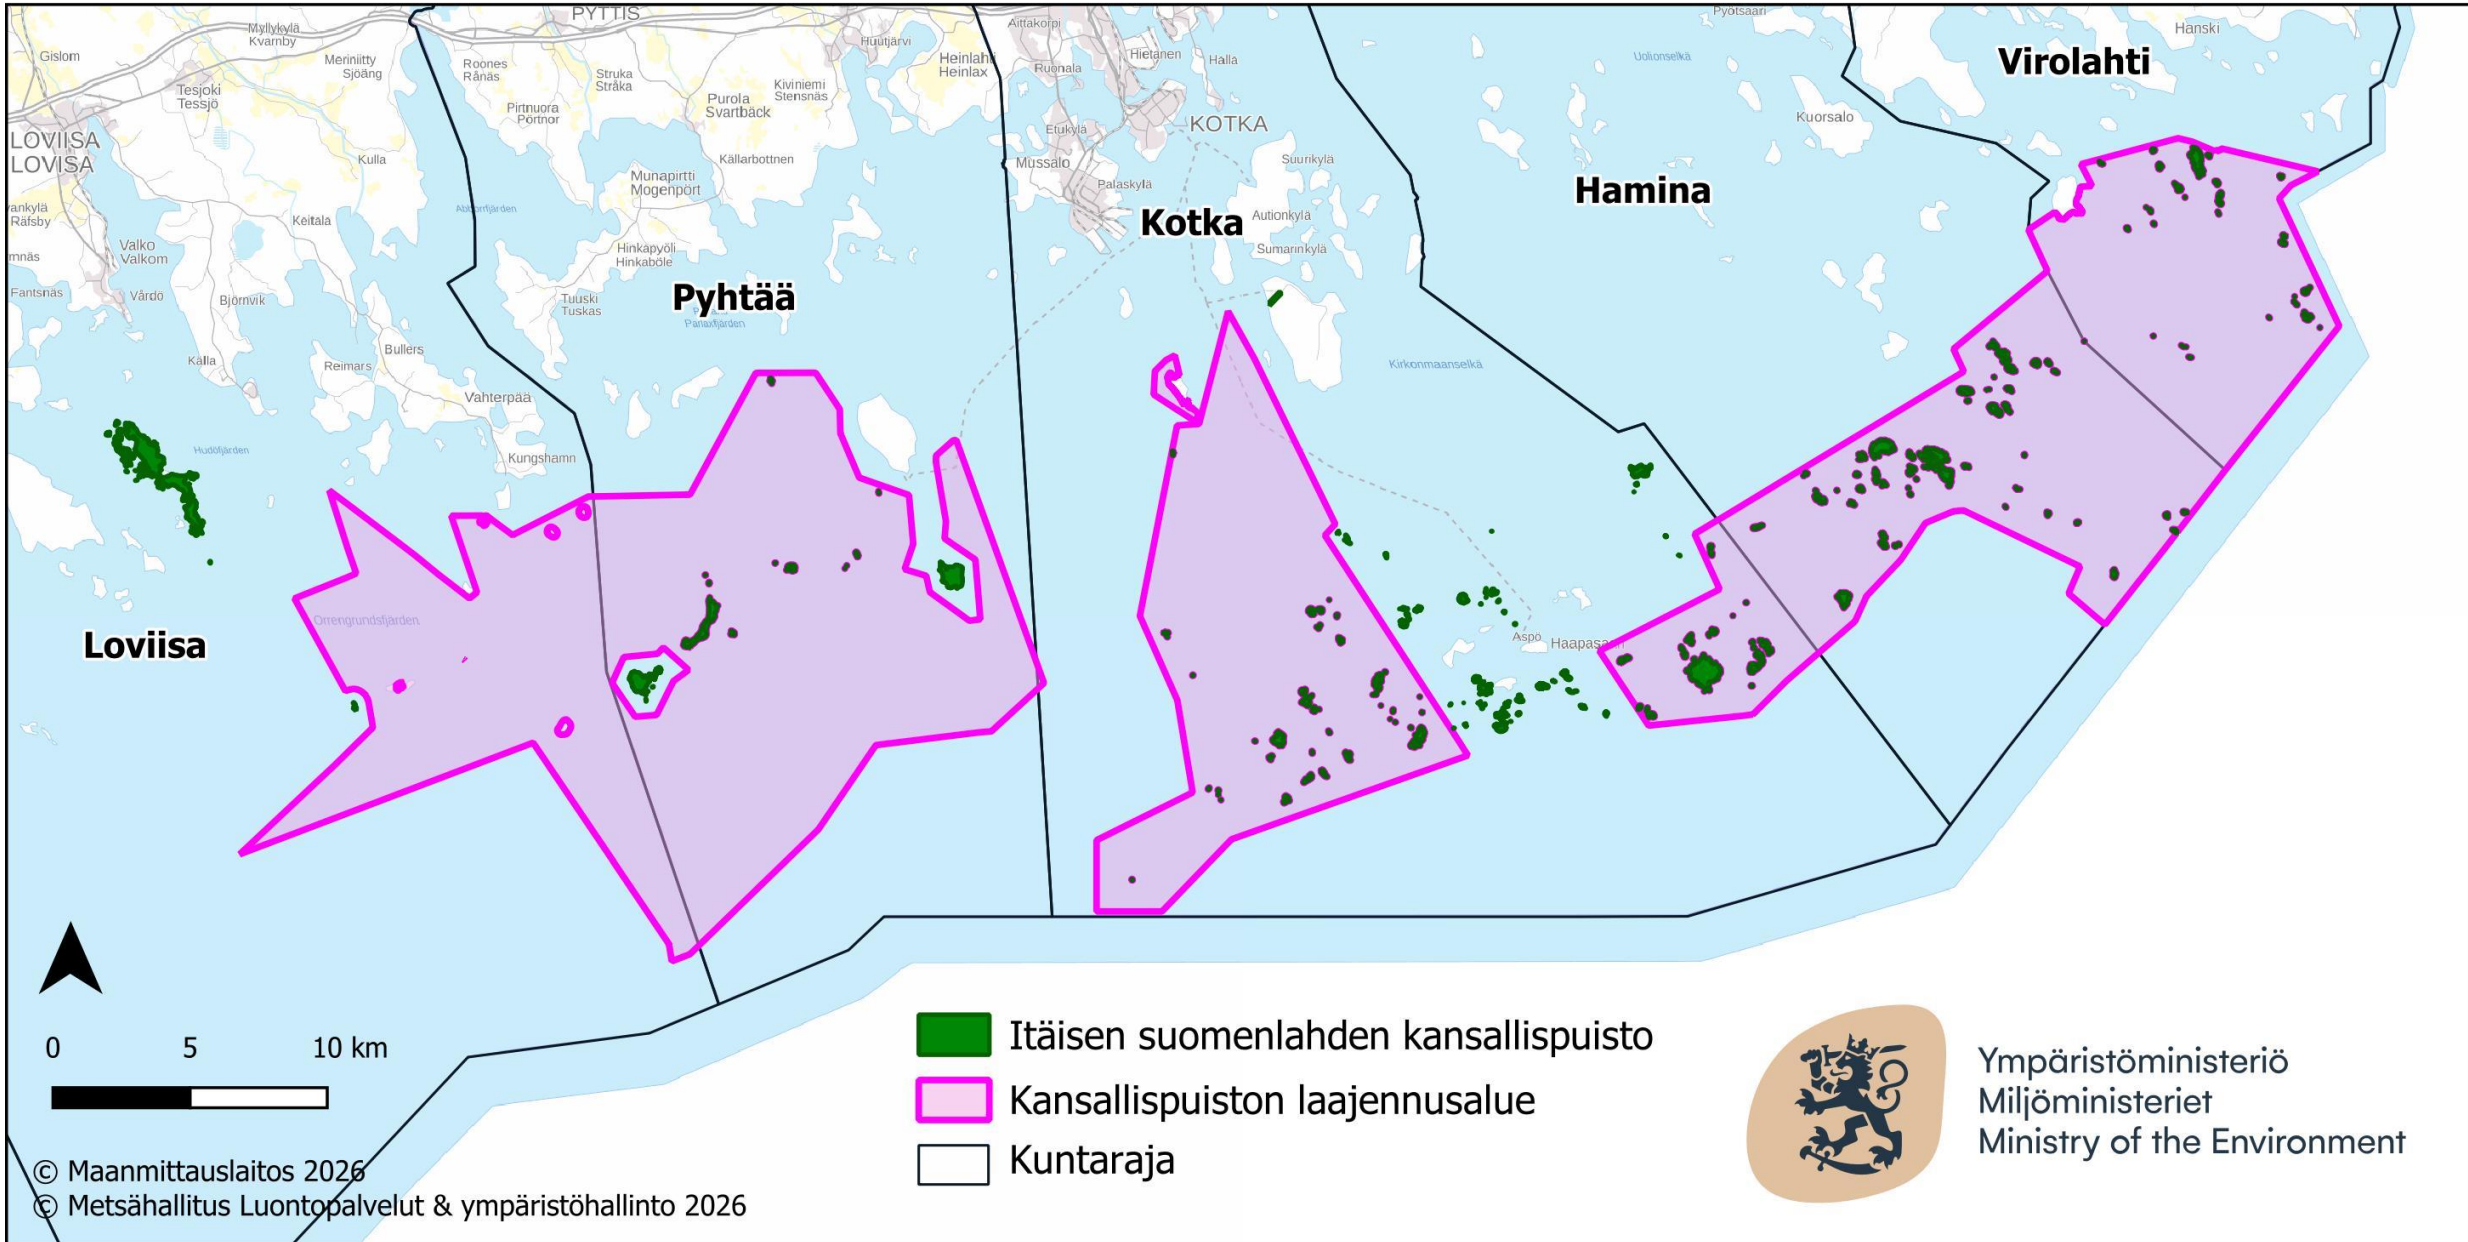 PYTTIS
Aittakorpi
Pyötsaari
Hanski
Myllykylä
Kvarnby
Gislom
Meriniitty
Sjöäng
Roones
Rånäs
Huutjärvi
Heinlahti
Heinlax
Ruonala
Hietanen
Halla
Uolionselkä
Virolahti
Tesjoki
Tessjö
Struka
Stråka
Kiviniemi
Stensnäs
Purola
Svartbäck
Pirtnuora
Pörtnor
Kuorsalo
LOVIISA
LOVISA
Kulla
Källarbottnen
Etukylä
Mussalo
KOTKA
Suurikylä
Munapirtti
Mogenpört
Palaskylä
Hamina
Räfsby
Keitala
Kotka
Autionkylä
Valko
Valkom
Hinkapyöli
Hinkaböle
Sumarinkylä
Fantsnäs
Vårdö
Björnvik
Tuuski
Tuskas
Pyhtää
Källa
Bullers
Reimars
Kirkonmaanselkä
Vahterpää
Hudöfjärden
Kungshamn
Orrengrundsfjärden
Loviisa
Aspö
0 5 10 km
Itäisen suomenlahden kansallispuisto
Kansallispuiston laajennusalue
Kuntaraja
Ympäristöministeriö
Miljöministeriet
Ministry of the Environment
© Maanmittauslaitos 2026
© Metsähallitus Luontopalvelut & ympäristöhallinto 2026